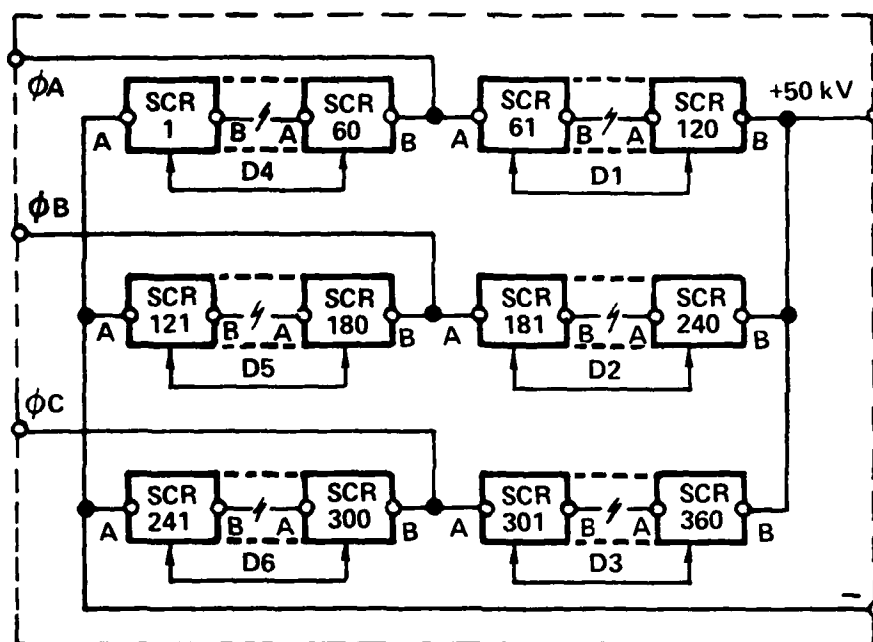 ϕA
SCR 1
SCR 60
SCR 61
SCR 120
+50 kV
A
B
A
B
A
B
A
B
D4
D1
ϕB
SCR 121
SCR 180
SCR 181
SCR 240
A
B
A
B
A
B
A
B
D5
D2
ϕC
SCR 241
SCR 300
SCR 301
SCR 360
A
B
A
B
A
B
A
B
D6
D3
–